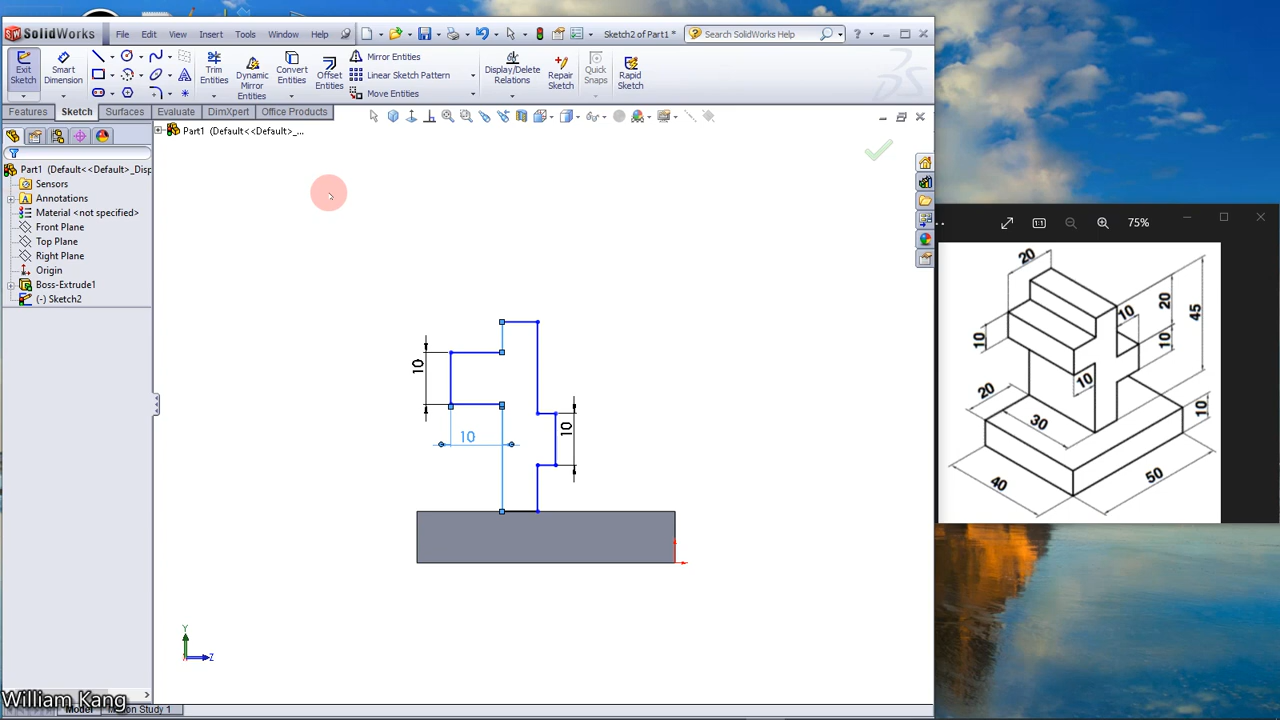 SolidWorks
File Edit View Insert Tools Window Help
Sketch2 of Part1 *
Search SolidWorks Help
Exit Sketch
Smart Dimension
Trim Entities
Dynamic Mirror Entities
Convert Entities
Offset Entities
Mirror Entities
Linear Sketch Pattern
Move Entities
Display/Delete Relations
Repair Sketch
Quick Snaps
Rapid Sketch
Features Sketch Surfaces Evaluate DimXpert Office Products
Part1 (Default<<Default>_...
Part1 (Default<<Default>_Disp
Sensors
Annotations
Material <not specified>
Front Plane
Top Plane
Right Plane
Origin
Boss-Extrude1
(-) Sketch2
75%
20
20
10
45
10
10
10
20
10
30
40
50
10
10
10
Y
Z
William Kang
Model
Motion Study 1